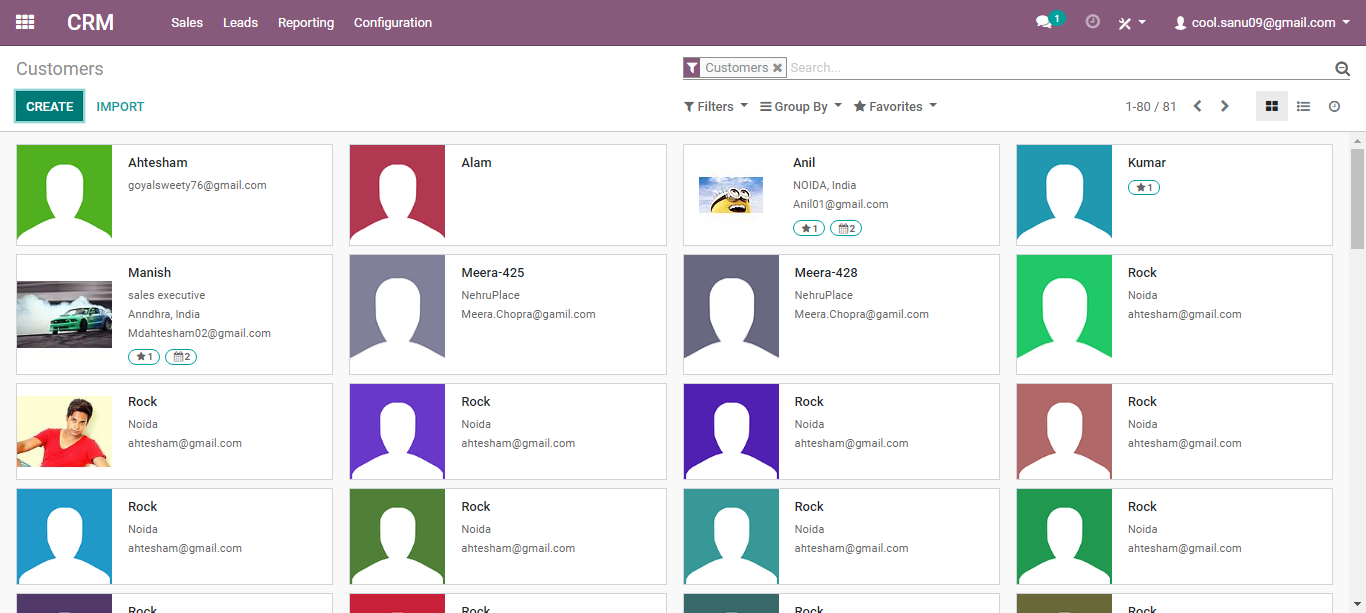 CRM Sales Leads Reporting Configuration 1 cool.sanu09@gmail.com
Customers
Customers Search...
CREATE IMPORT
Filters Group By Favorites 1-80 / 81
Ahtesham
goyalsweety76@gmail.com
Alam
Anil
NOIDA, India
Anil01@gmail.com
1 2
Kumar
1
Manish
sales executive
Anndhra, India
Mdahtesham02@gmail.com
1 2
Meera-425
NehruPlace
Meera.Chopra@gamil.com
Meera-428
NehruPlace
Meera.Chopra@gmail.com
Rock
Noida
ahtesham@gmail.com
Rock
Noida
ahtesham@gmail.com
Rock
Noida
ahtesham@gmail.com
Rock
Noida
ahtesham@gmail.com
Rock
Noida
ahtesham@gmail.com
Rock
Noida
ahtesham@gmail.com
Rock
Noida
ahtesham@gmail.com
Rock
Noida
ahtesham@gmail.com
Rock
Noida
ahtesham@gmail.com
Rock
Rock
Rock
Rock